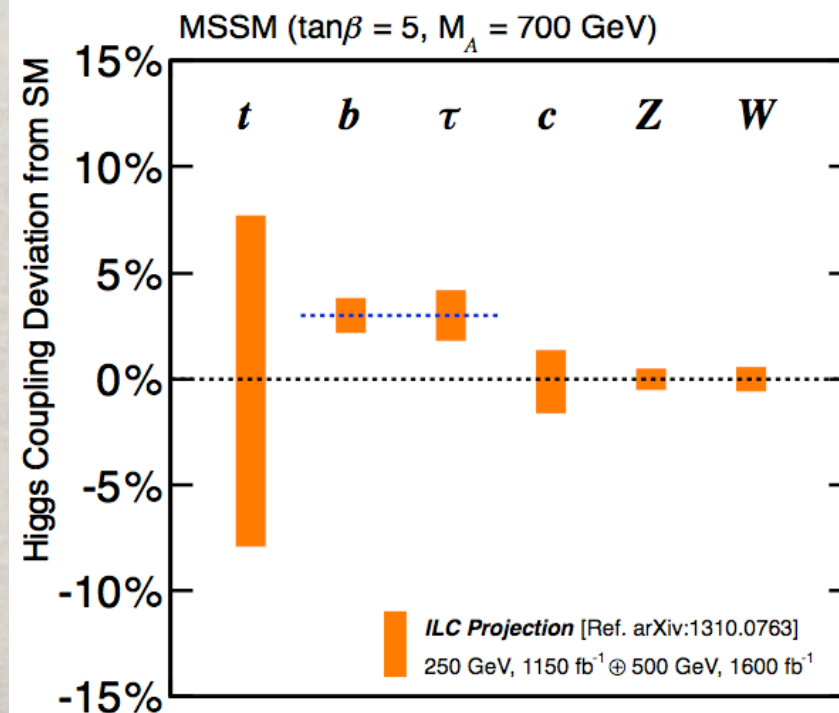 MSSM (tanβ = 5, M_A = 700 GeV)
Higgs Coupling Deviation from SM
15%
10%
5%
0%
-5%
-10%
-15%
t b τ c Z W
ILC Projection [Ref. arXiv:1310.0763]
250 GeV, 1150 fb⁻¹ ⊕ 500 GeV, 1600 fb⁻¹